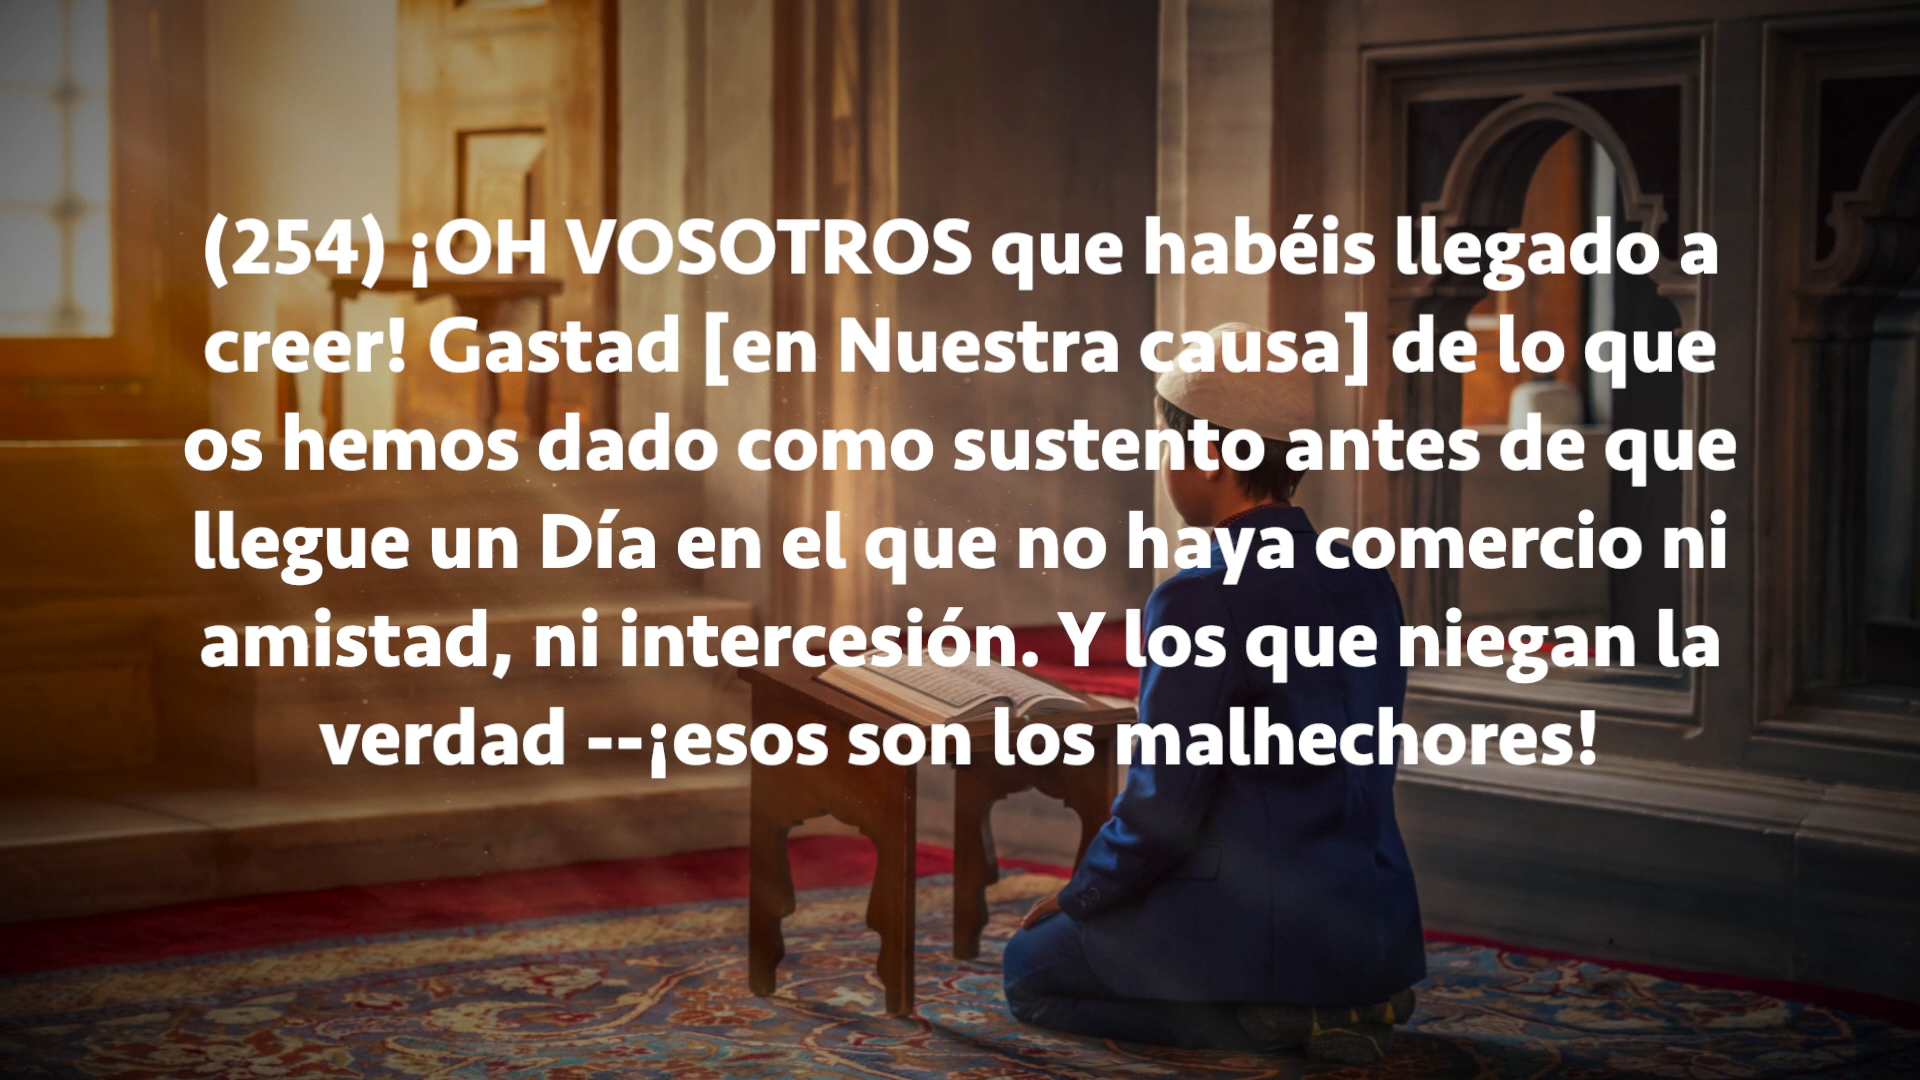 (254) ¡OH VOSOTROS que habéis llegado a
creer! Gastad [en Nuestra causa] de lo que
os hemos dado como sustento antes de que
llegue un Día en el que no haya comercio ni
amistad, ni intercesión. Y los que niegan la
verdad --¡esos son los malhechores!